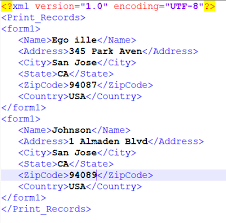 <?xml version="1.0" encoding="UTF-8"?>
<Print_Records>
<form1>
<Name>Ego ille</Name>
<Address>345 Park Aven</Address>
<City>San Jose</City>
<State>CA</State>
<ZipCode>94087</ZipCode>
<Country>USA</Country>
</form1>
<form1>
<Name>Johnson</Name>
<Address>1 Almaden Blvd</Address>
<City>San Jose</City>
<State>CA</State>
<ZipCode>94089</ZipCode>
<Country>USA</Country>
</form1>
</Print_Records>